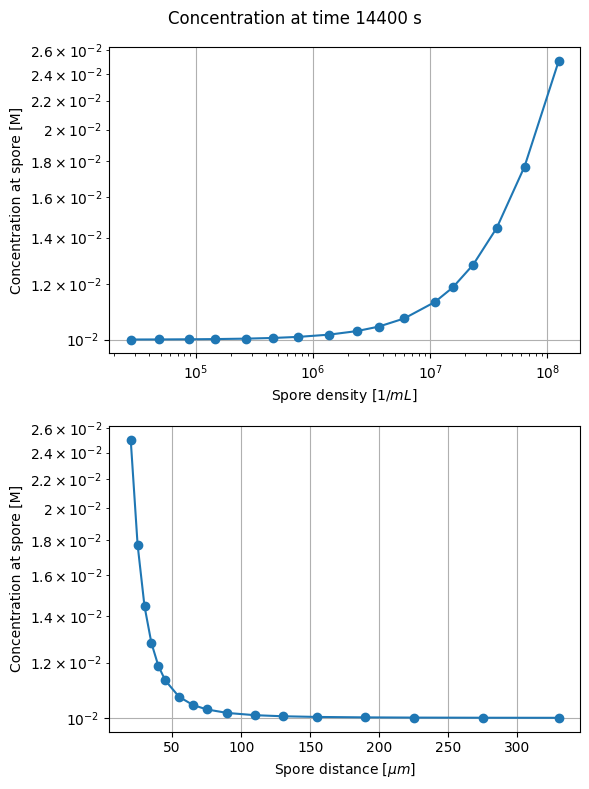 Concentration at time 14400 s
Concentration at spore [M]
2.6 × 10⁻²
2.4 × 10⁻²
2.2 × 10⁻²
2 × 10⁻²
1.8 × 10⁻²
1.6 × 10⁻²
1.4 × 10⁻²
1.2 × 10⁻²
10⁻²
10⁵ 10⁶ 10⁷ 10⁸
Spore density [1/mL]
Concentration at spore [M]
2.6 × 10⁻²
2.4 × 10⁻²
2.2 × 10⁻²
2 × 10⁻²
1.8 × 10⁻²
1.6 × 10⁻²
1.4 × 10⁻²
1.2 × 10⁻²
10⁻²
50 100 150 200 250 300
Spore distance [μm]